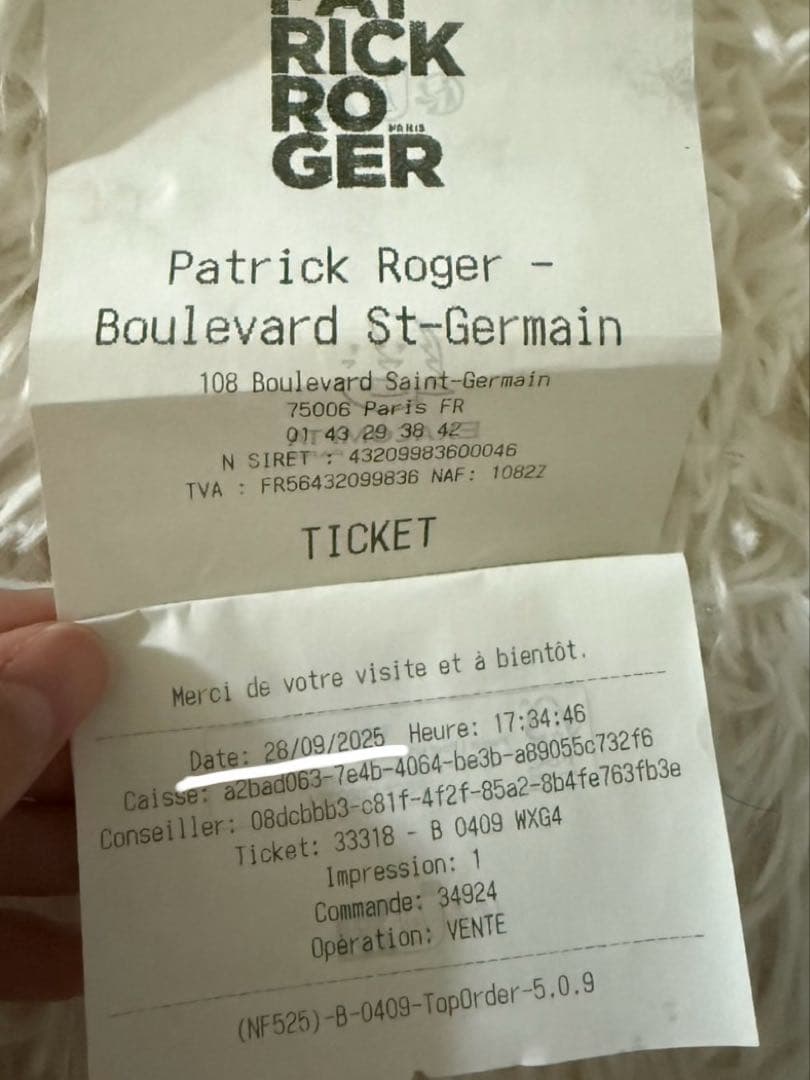 PAT
RICK
RO
PARIS
GER
Patrick Roger -
Boulevard St-Germain
108 Boulevard Saint-Germain
75006 Paris FR
01 43 29 38 42
N SIRET : 43209983600046
TVA : FR56432099836 NAF: 1082Z
TICKET
Merci de votre visite et à bientôt.
Date: 28/09/2025 Heure: 17:34:46
Caisse: a2bad063-7e4b-4064-be3b-a89055c732f6
Conseiller: 08dcbbb3-c81f-4f2f-85a2-8b4fe763fb3e
Ticket: 33318 - B 0409 WXG4
Impression: 1
Commande: 34924
Opération: VENTE
(NF525)-B-0409-TopOrder-5.0.9